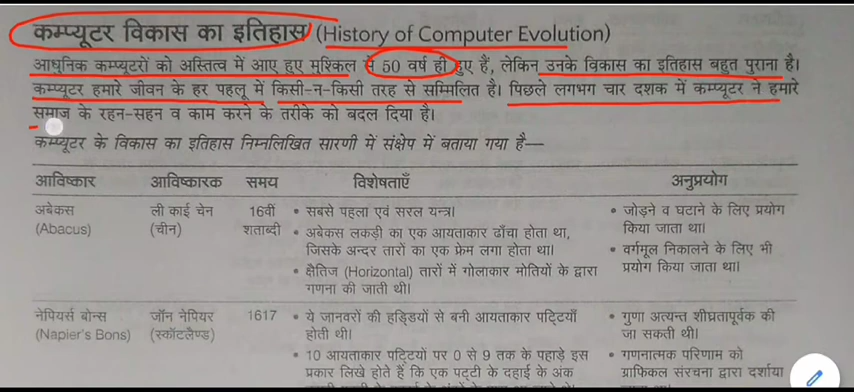 कम्प्यूटर विकास का इतिहास (History of Computer Evolution)
आधुनिक कम्प्यूटरों को अस्तित्व में आए हुए मुश्किल से 50 वर्ष ही हुए हैं, लेकिन उनके विकास का इतिहास बहुत पुराना है।
कम्प्यूटर हमारे जीवन के हर पहलू में किसी-न-किसी तरह से सम्मिलित है। पिछले लगभग चार दशक में कम्प्यूटर ने हमारे
समाज के रहन-सहन व काम करने के तरीके को बदल दिया है।
कम्प्यूटर के विकास का इतिहास निम्नलिखित सारणी में संक्षेप में बताया गया है—
आविष्कार आविष्कारक समय विशेषताएँ अनुप्रयोग
अबेकस ली काई चेन 16वीं • सबसे पहला एवं सरल यन्त्र। • जोड़ने व घटाने के लिए प्रयोग
(Abacus) (चीन) शताब्दी • अबेकस लकड़ी का एक आयताकार ढाँचा होता था, किया जाता था।
जिसके अन्दर तारों का एक फ्रेम लगा होता था। • वर्गमूल निकालने के लिए भी
• क्षैतिज (Horizontal) तारों में गोलाकार मोतियों के द्वारा प्रयोग किया जाता था।
गणना की जाती थी।
नेपियर्स बोन्स जॉन नेपियर 1617 • ये जानवरों की हड्डियों से बनी आयताकार पट्टियाँ • गुणा अत्यन्त शीघ्रतापूर्वक की
(Napier's Bons) (स्कॉटलैण्ड) होती थी। जा सकती थी।
• 10 आयताकार पट्टियों पर 0 से 9 तक के पहाड़े इस • गणनात्मक परिणाम को
प्रकार लिखे होते हैं कि एक पट्टी के दहाई के अंक ग्राफिकल संरचना द्वारा दर्शाया